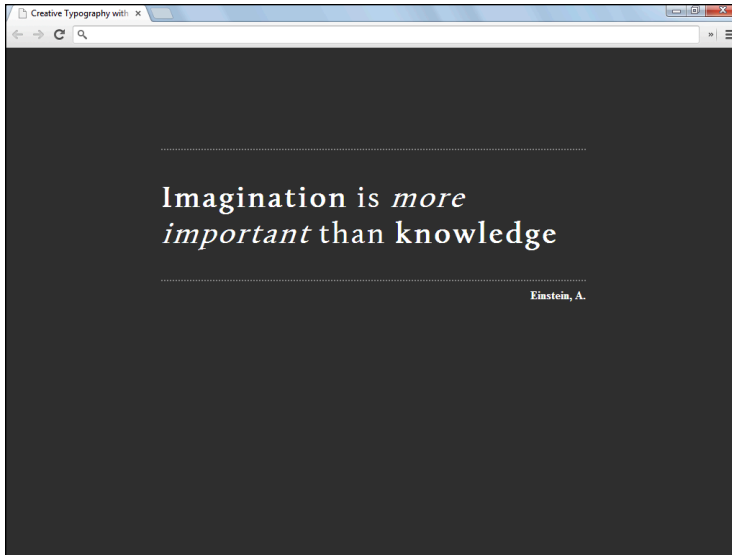 Creative Typography with
Imagination is more
important than knowledge
Einstein, A.